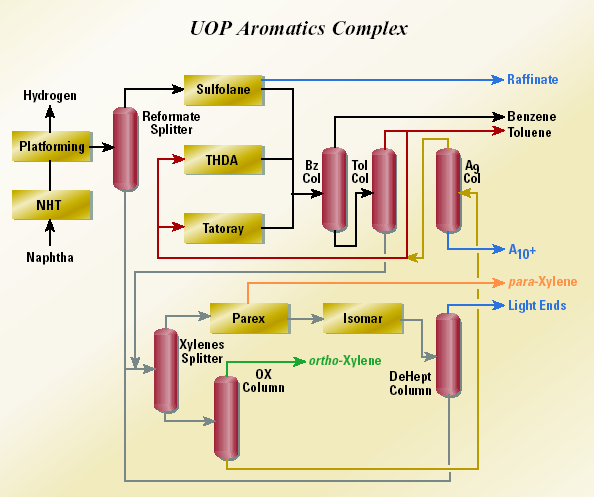 UOP Aromatics Complex
Hydrogen
Sulfolane
Raffinate
Reformate
Splitter
Benzene
Toluene
Platforming
THDA
Bz
Col
Tol
Col
A9
Col
NHT
Tatoray
Naphtha
A10+
para-Xylene
Light Ends
Parex
Isomar
Xylenes
Splitter
ortho-Xylene
OX
Column
DeHept
Column